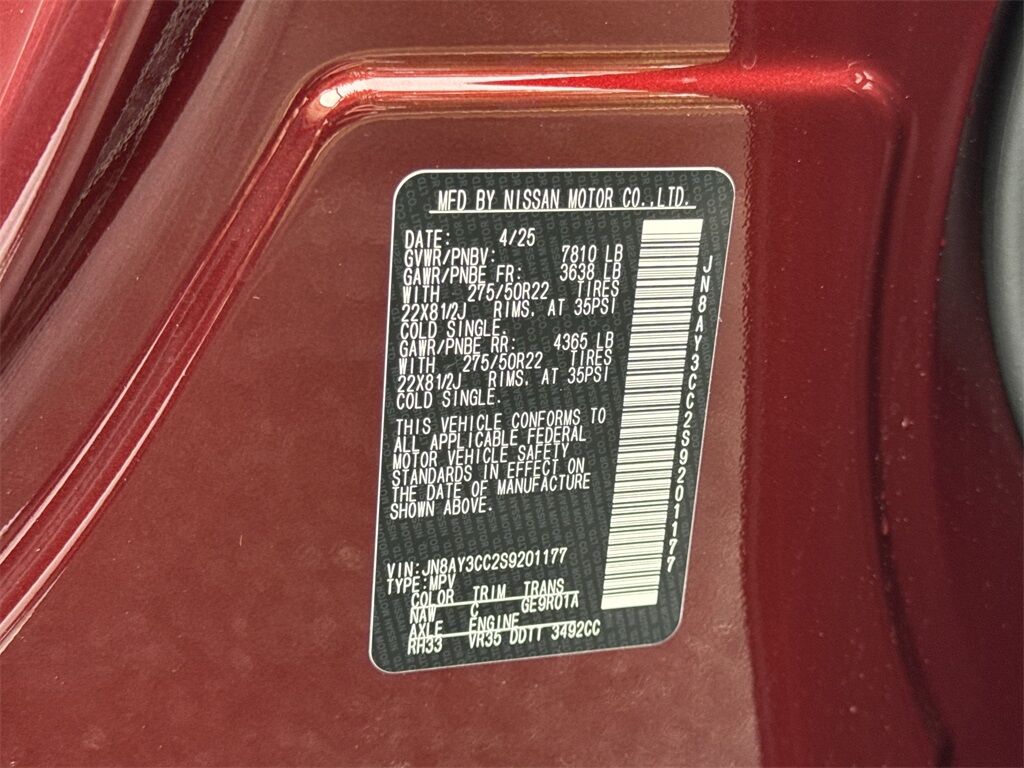 MFD BY NISSAN MOTOR CO.,LTD.
DATE: 4/25
GVWR/PNBV: 7810 LB
GAWR/PNBE FR: 3638 LB
WITH 275/50R22 TIRES
22X81/2J RIMS, AT 35PSI
COLD SINGLE.
GAWR/PNBE RR: 4365 LB
WITH 275/50R22 TIRES
22X81/2J RIMS, AT 35PSI
COLD SINGLE.
THIS VEHICLE CONFORMS TO
ALL APPLICABLE FEDERAL
MOTOR VEHICLE SAFETY
STANDARDS IN EFFECT ON
THE DATE OF MANUFACTURE
SHOWN ABOVE.
VIN:JN8AY3CC2S9201177
TYPE:MPV
COLOR TRIM TRANS
NAW C GE9R01A
AXLE ENGINE
RH33 VR35 DDTT 3492CC
JN8AY3CC2S9201177